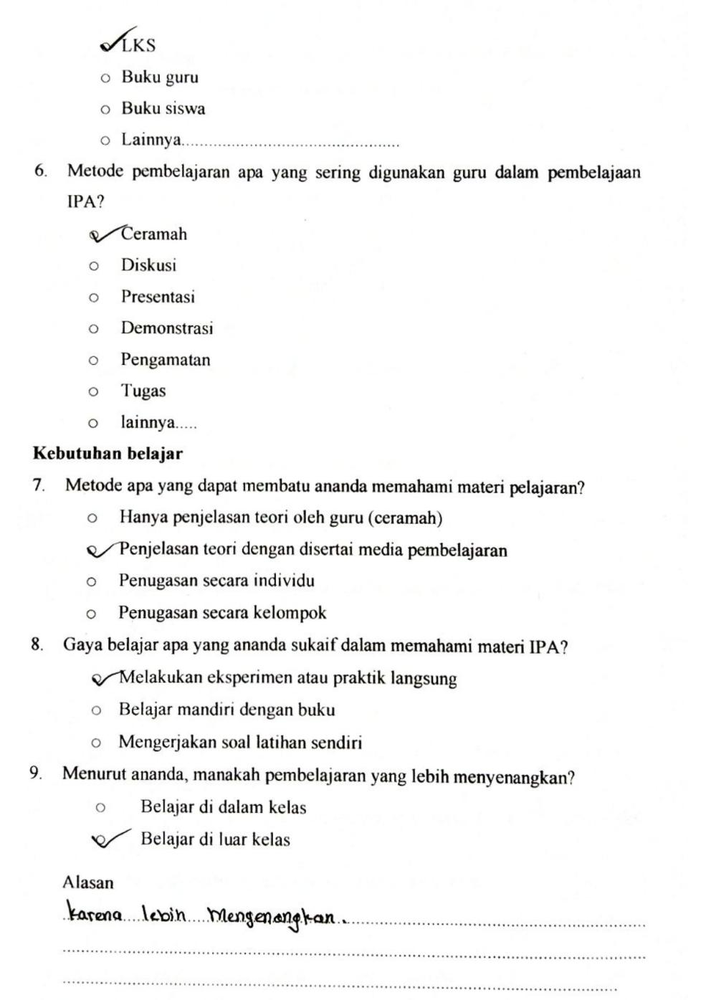 LKS
Buku guru
Buku siswa
Lainnya................................................
6. Metode pembelajaran apa yang sering digunakan guru dalam pembelajaan
IPA?
Ceramah
Diskusi
Presentasi
Demonstrasi
Pengamatan
Tugas
lainnya.....
Kebutuhan belajar
7. Metode apa yang dapat membatu ananda memahami materi pelajaran?
Hanya penjelasan teori oleh guru (ceramah)
Penjelasan teori dengan disertai media pembelajaran
Penugasan secara individu
Penugasan secara kelompok
8. Gaya belajar apa yang ananda sukaif dalam memahami materi IPA?
Melakukan eksperimen atau praktik langsung
Belajar mandiri dengan buku
Mengerjakan soal latihan sendiri
9. Menurut ananda, manakah pembelajaran yang lebih menyenangkan?
Belajar di dalam kelas
Belajar di luar kelas
Alasan
karena lebih Mengenangkan.